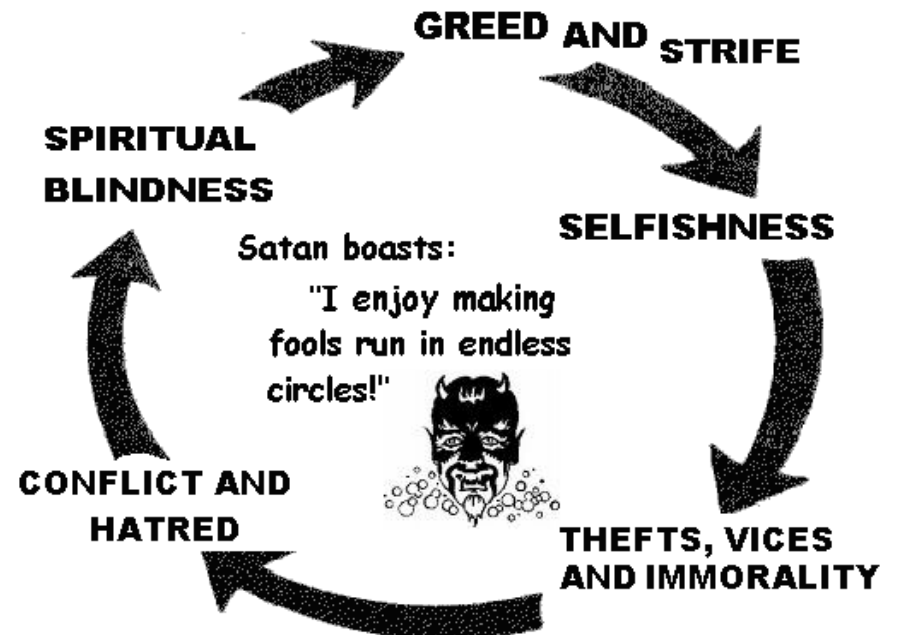 GREED AND STRIFE
SELFISHNESS
THEFTS, VICES
AND IMMORALITY
CONFLICT AND
HATRED
SPIRITUAL
BLINDNESS
Satan boasts:
"I enjoy making
fools run in endless
circles!"